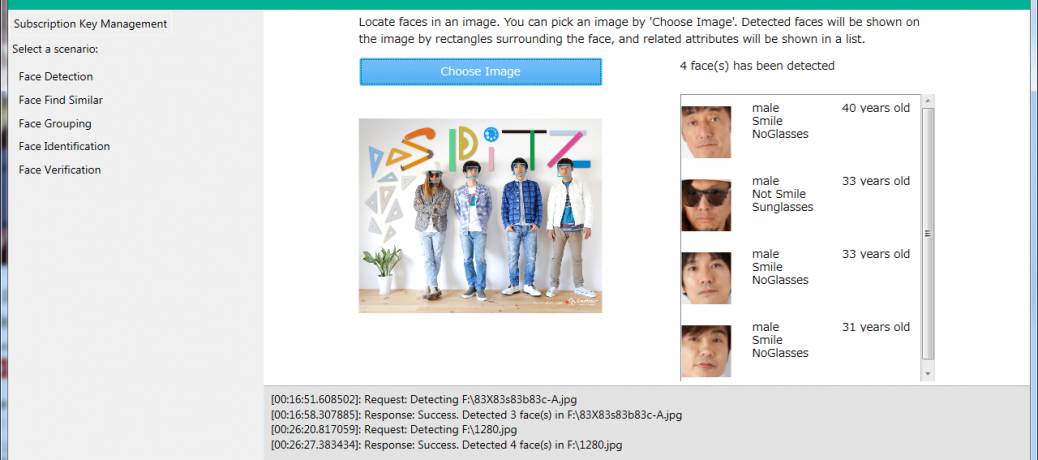 Subscription Key Management
Select a scenario:
Face Detection
Face Find Similar
Face Grouping
Face Identification
Face Verification
Locate faces in an image. You can pick an image by 'Choose Image'. Detected faces will be shown on
the image by rectangles surrounding the face, and related attributes will be shown in a list.
Choose Image
4 face(s) has been detected
SPiTZ
male 40 years old
Smile
NoGlasses
male 33 years old
Not Smile
Sunglasses
male 33 years old
Smile
NoGlasses
male 31 years old
Smile
NoGlasses
[00:16:51.608502]: Request: Detecting F:\83X83s83b83c-A.jpg
[00:16:58.307885]: Response: Success. Detected 3 face(s) in F:\83X83s83b83c-A.jpg
[00:26:20.817059]: Request: Detecting F:\1280.jpg
[00:26:27.383434]: Response: Success. Detected 4 face(s) in F:\1280.jpg